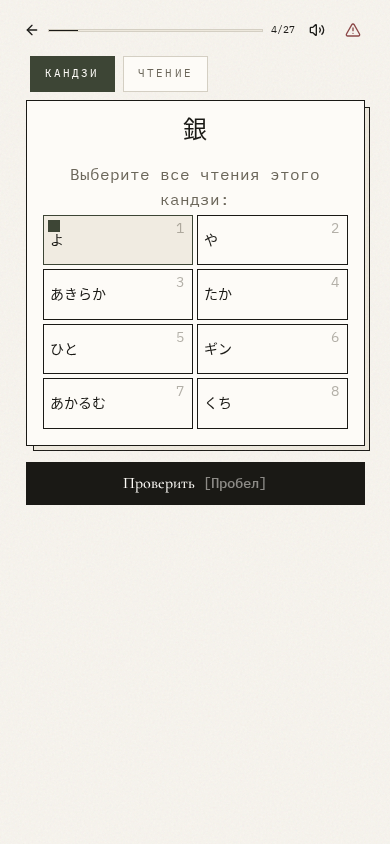 4/27
КАНДЗИ
ЧТЕНИЕ
銀
Выберите все чтения этого
кандзи:
よ 1
や 2
あきらか 3
たか 4
ひと 5
ギン 6
あかるむ 7
くち 8
Проверить [Пробел]